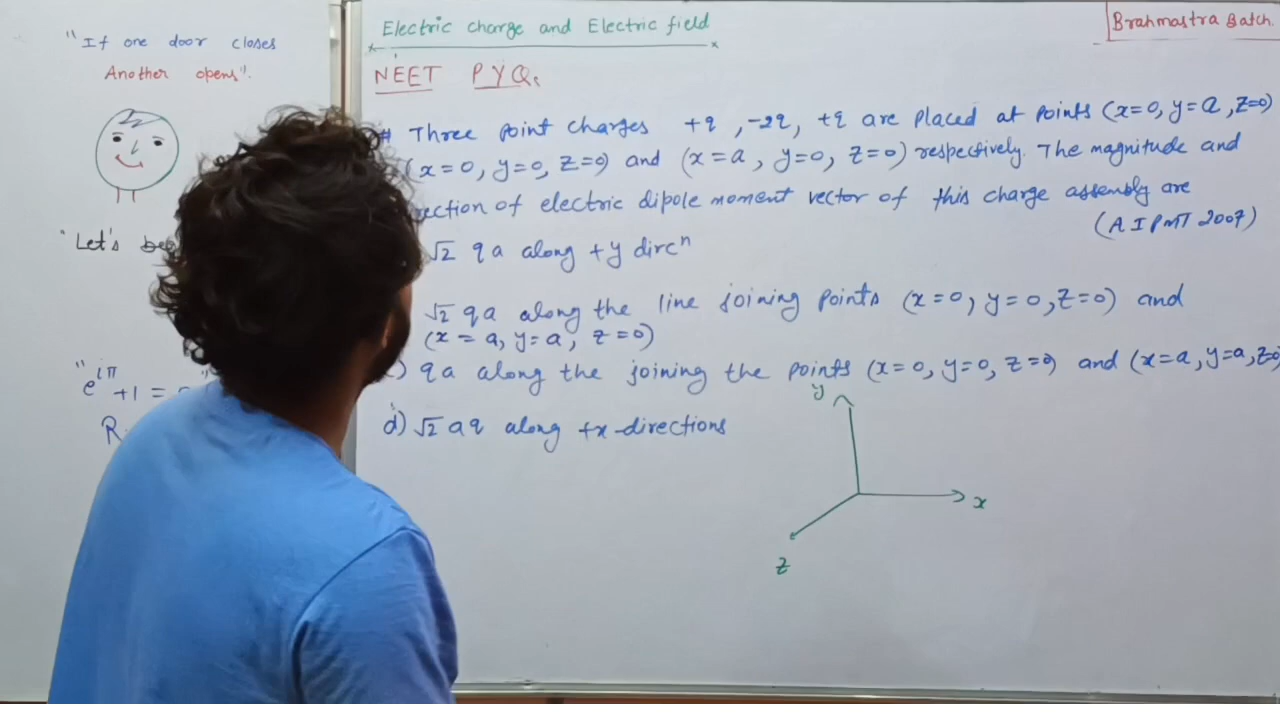 "If one door closes
Another opens".
"Let's
"e^iπ +1 =
R
Electric charge and Electric field
Brahmastra Batch.
NEET PYQs
# Three point charges +q, -2q, +q are placed at points (x=0, y=a, z=0)
(x=0, y=0, z=0) and (x=a, y=0, z=0) respectively. The magnitude and
rection of electric dipole moment vector of this charge assembly are
(AIPMT 2007)
√2 qa along +y dircⁿ
√2 qa along the line joining points (x=0, y=0, z=0) and
(x=a, y=a, z=0)
) qa along the joining the points (x=0, y=0, z=0) and (x=a, y=a, z=0
d) √2 aq along +x-directions
y
x
z